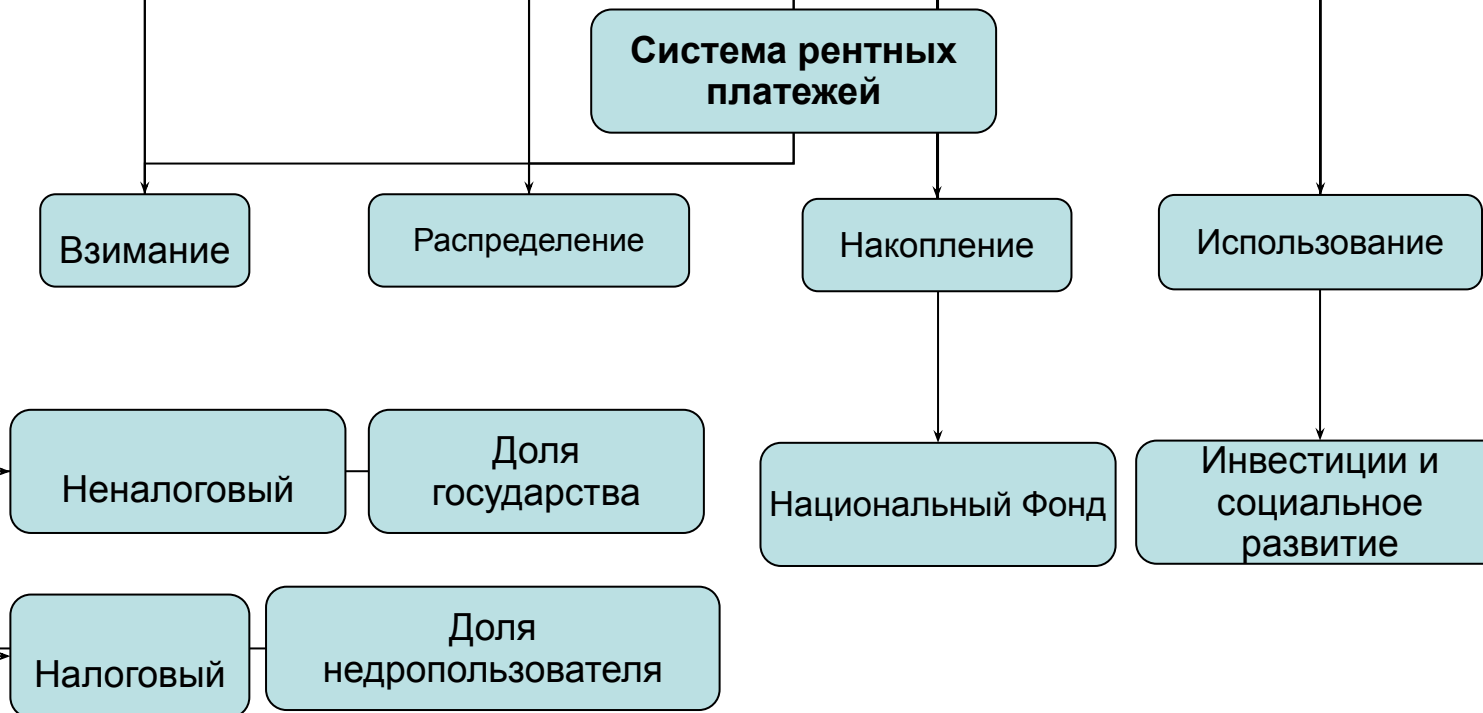 Система рентных
платежей
Взимание
Распределение
Накопление
Использование
Неналоговый
Доля
государства
Национальный Фонд
Инвестиции и
социальное
развитие
Налоговый
Доля
недропользователя